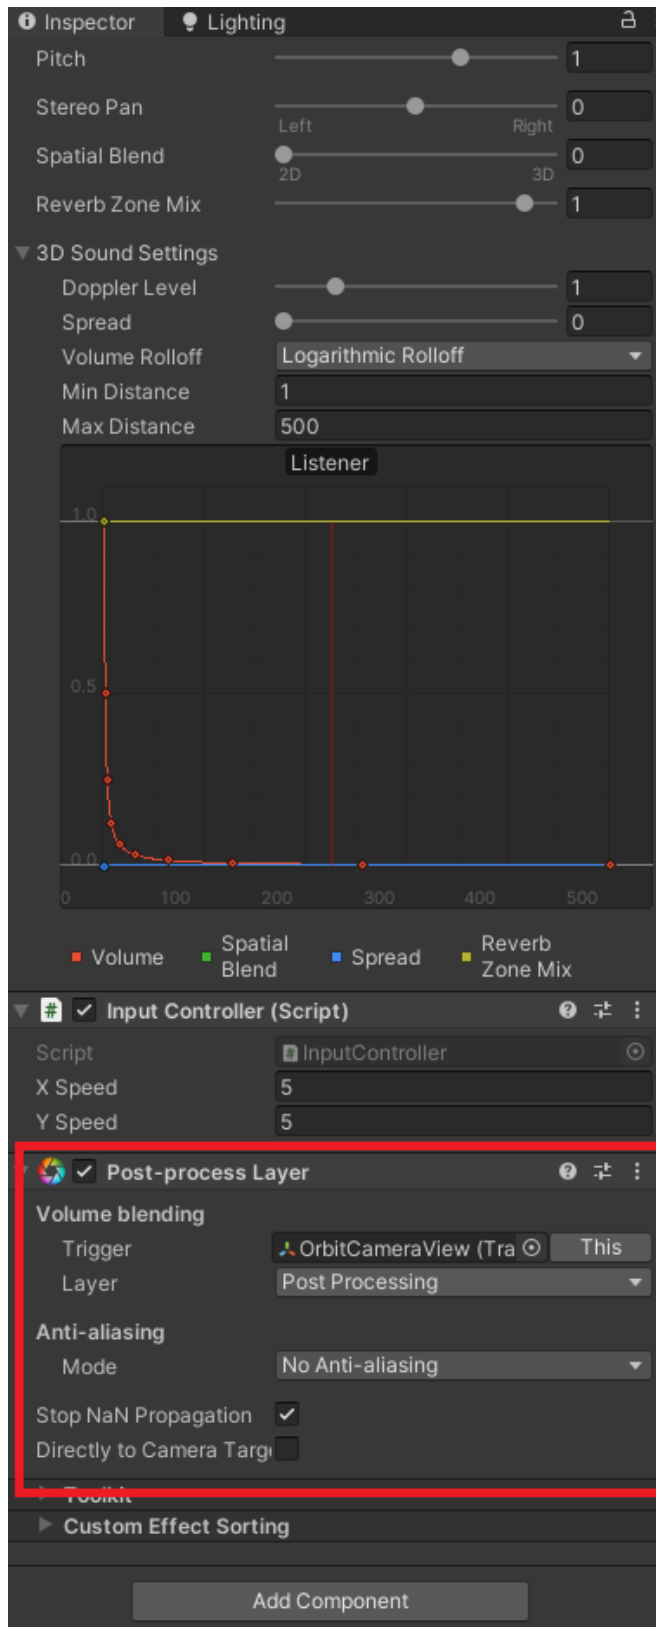 Inspector Lighting
Pitch 1
Stereo Pan 0
Left Right
Spatial Blend 0
2D 3D
Reverb Zone Mix 1
3D Sound Settings
Doppler Level 1
Spread 0
Volume Rolloff Logarithmic Rolloff
Min Distance 1
Max Distance 500
Listener
1.0
0.5
0.0
0 100 200 300 400 500
Volume Spatial Blend Spread Reverb Zone Mix
# Input Controller (Script)
Script # InputController
X Speed 5
Y Speed 5
Post-process Layer
Volume blending
Trigger OrbitCameraView (Tra This
Layer Post Processing
Anti-aliasing
Mode No Anti-aliasing
Stop NaN Propagation
Directly to Camera Targ
Toolkit
Custom Effect Sorting
Add Component